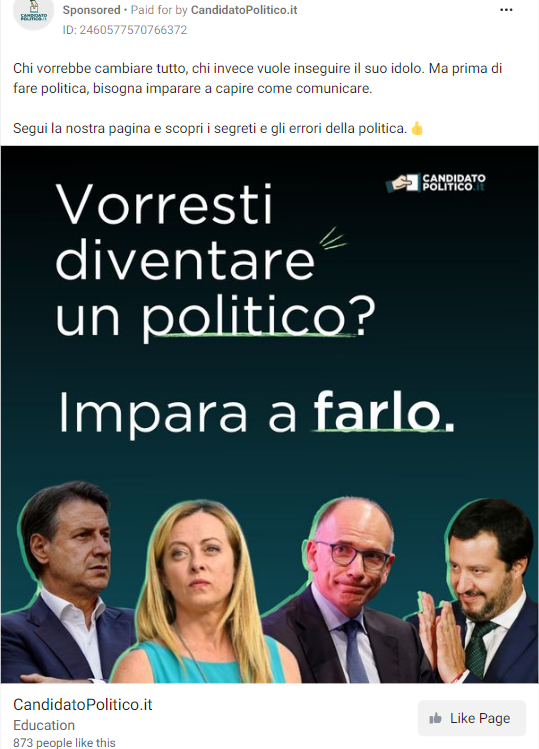 CANDIDATO
POLITICO.it
Sponsored • Paid for by CandidatoPolitico.it
ID: 2460577570766372
Chi vorrebbe cambiare tutto, chi invece vuole inseguire il suo idolo. Ma prima di
fare politica, bisogna imparare a capire come comunicare.
Segui la nostra pagina e scopri i segreti e gli errori della politica. 👍
CANDIDATO
POLITICO.it
Vorresti
diventare
un politico?
Impara a farlo.
CandidatoPolitico.it
Education
873 people like this
Like Page